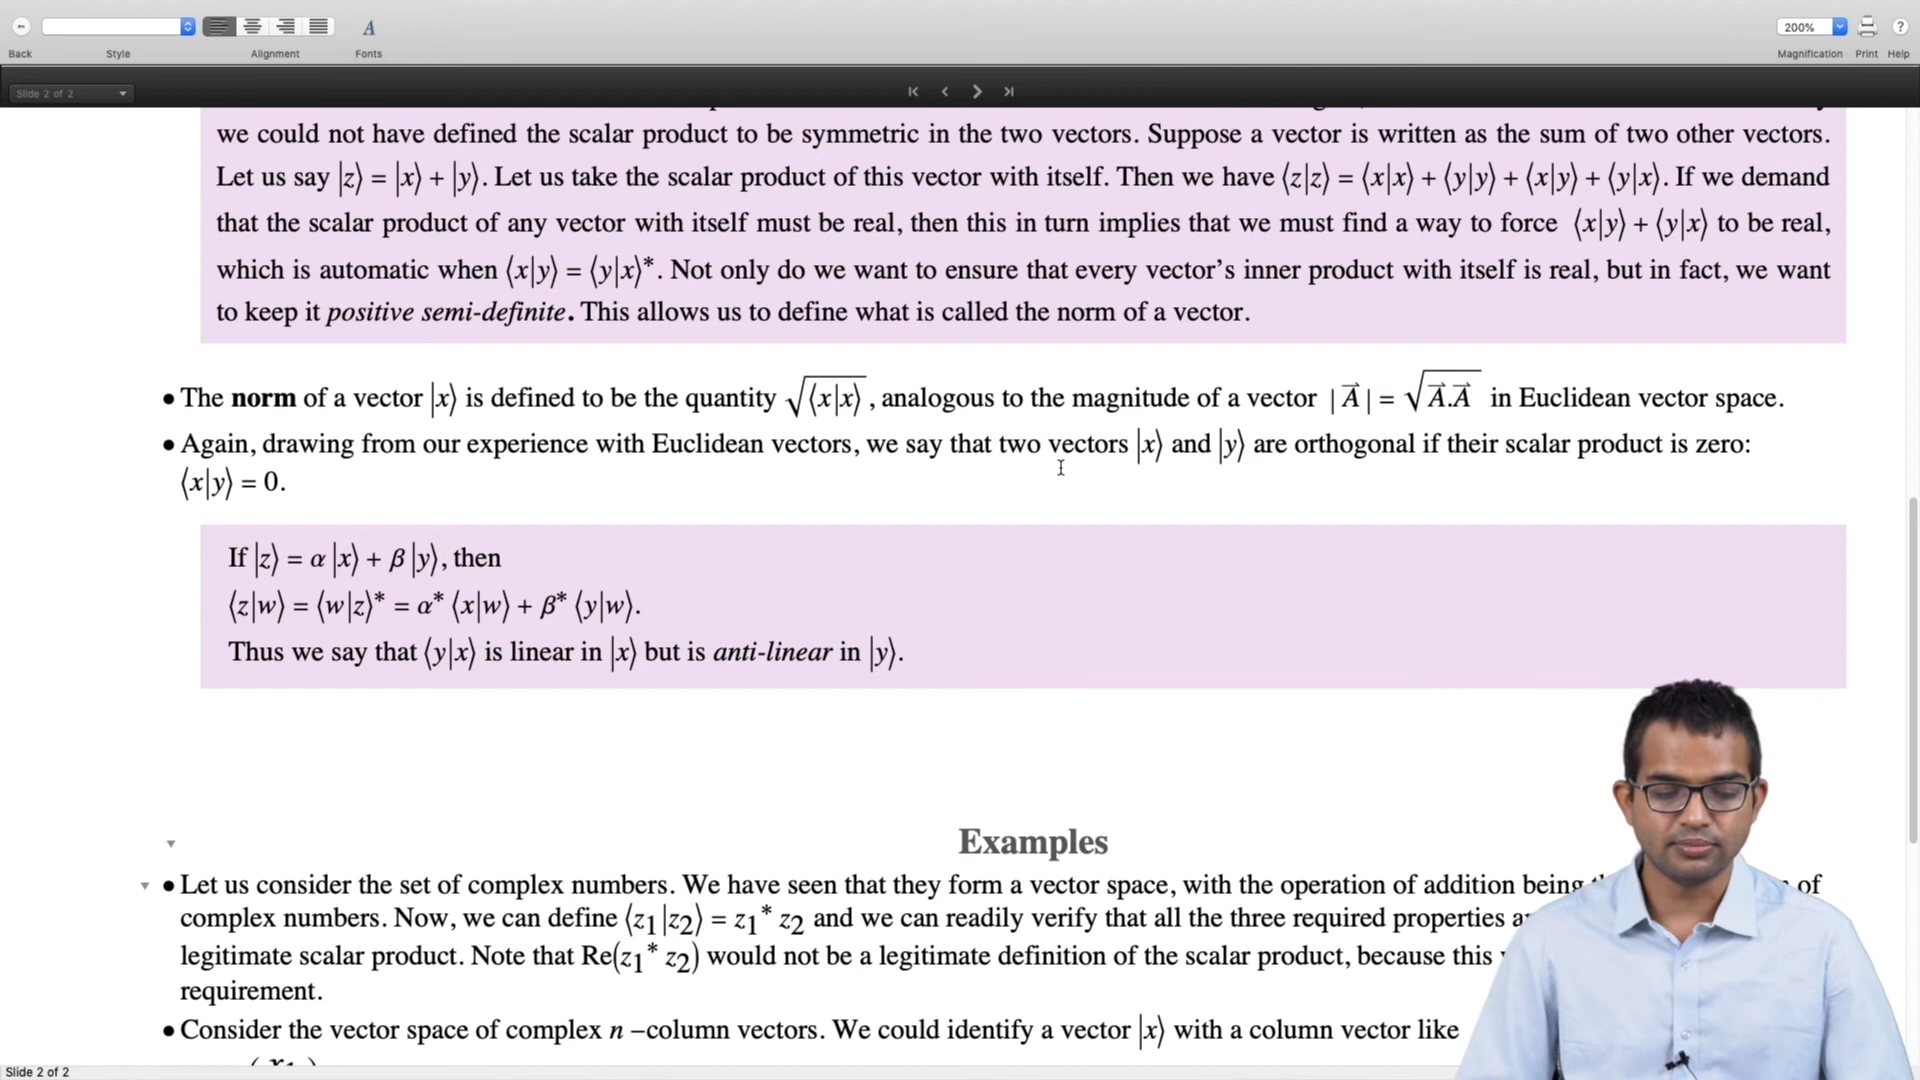 200%
Back Style Alignment Fonts Magnification Print Help
Slide 2 of 2
we could not have defined the scalar product to be symmetric in the two vectors. Suppose a vector is written as the sum of two other vectors.
Let us say |z⟩ = |x⟩ + |y⟩. Let us take the scalar product of this vector with itself. Then we have ⟨z|z⟩ = ⟨x|x⟩ + ⟨y|y⟩ + ⟨x|y⟩ + ⟨y|x⟩. If we demand
that the scalar product of any vector with itself must be real, then this in turn implies that we must find a way to force ⟨x|y⟩ + ⟨y|x⟩ to be real,
which is automatic when ⟨x|y⟩ = ⟨y|x⟩*. Not only do we want to ensure that every vector's inner product with itself is real, but in fact, we want
to keep it positive semi-definite. This allows us to define what is called the norm of a vector.
• The norm of a vector |x⟩ is defined to be the quantity √⟨x|x⟩, analogous to the magnitude of a vector |A⃗| = √A⃗.A⃗ in Euclidean vector space.
• Again, drawing from our experience with Euclidean vectors, we say that two vectors |x⟩ and |y⟩ are orthogonal if their scalar product is zero:
⟨x|y⟩ = 0.
If |z⟩ = α |x⟩ + β |y⟩, then
⟨z|w⟩ = ⟨w|z⟩* = α* ⟨x|w⟩ + β* ⟨y|w⟩.
Thus we say that ⟨y|x⟩ is linear in |x⟩ but is anti-linear in |y⟩.
Examples
• Let us consider the set of complex numbers. We have seen that they form a vector space, with the operation of addition being of
complex numbers. Now, we can define ⟨z₁|z₂⟩ = z₁* z₂ and we can readily verify that all the three required properties
legitimate scalar product. Note that Re(z₁* z₂) would not be a legitimate definition of the scalar product, because this
requirement.
• Consider the vector space of complex n –column vectors. We could identify a vector |x⟩ with a column vector like
Slide 2 of 2